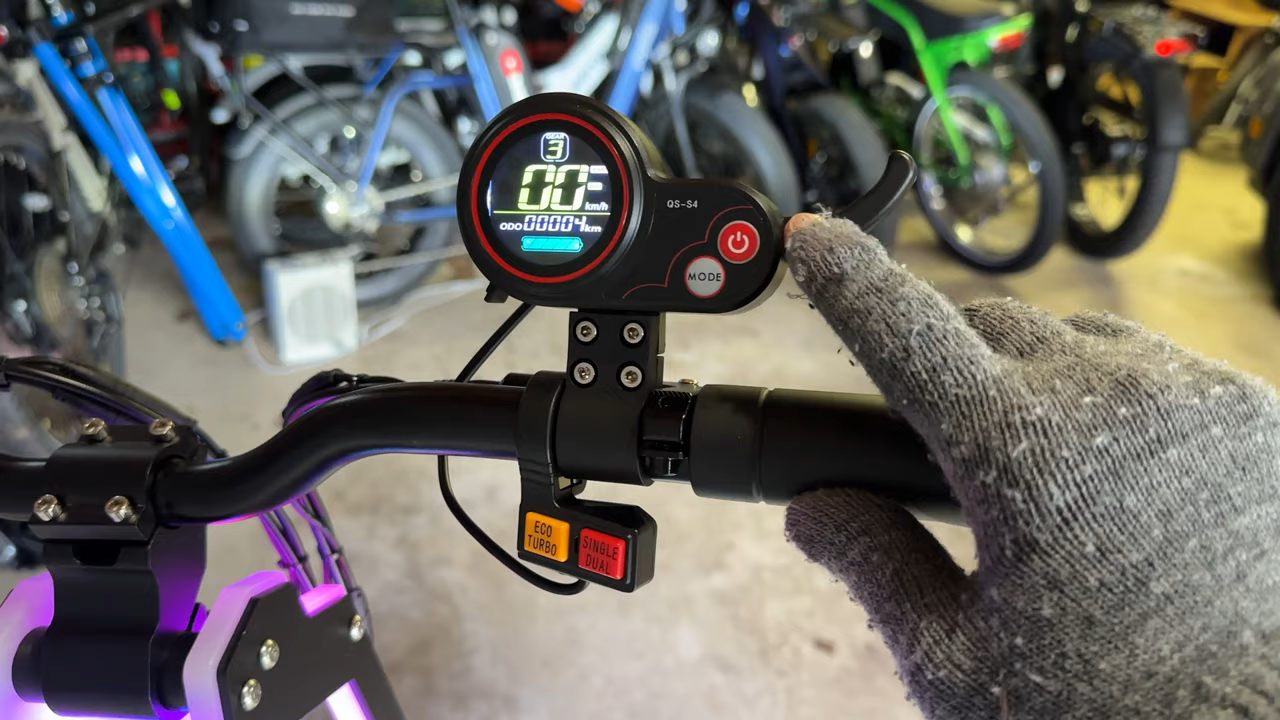 GEAR
3
00
km/h
ODO 00004 km
QS-S4
MODE
ECO
TURBO
SINGLE
DUAL